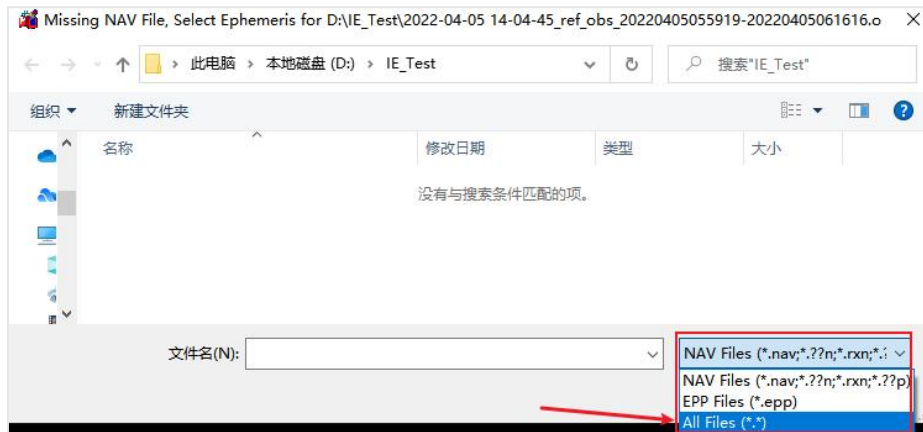 Missing NAV File, Select Ephemeris for D:\IE_Test\2022-04-05 14-04-45_ref_obs_20220405055919-20220405061616.o
此电脑 › 本地磁盘 (D:) › IE_Test
搜索"IE_Test"
组织 新建文件夹
名称 修改日期 类型 大小
没有与搜索条件匹配的项。
文件名(N): NAV Files (*.nav;*.??n;*.rxn;*.?
NAV Files (*.nav;*.??n;*.rxn;*.??p)
EPP Files (*.epp)
All Files (*.*)